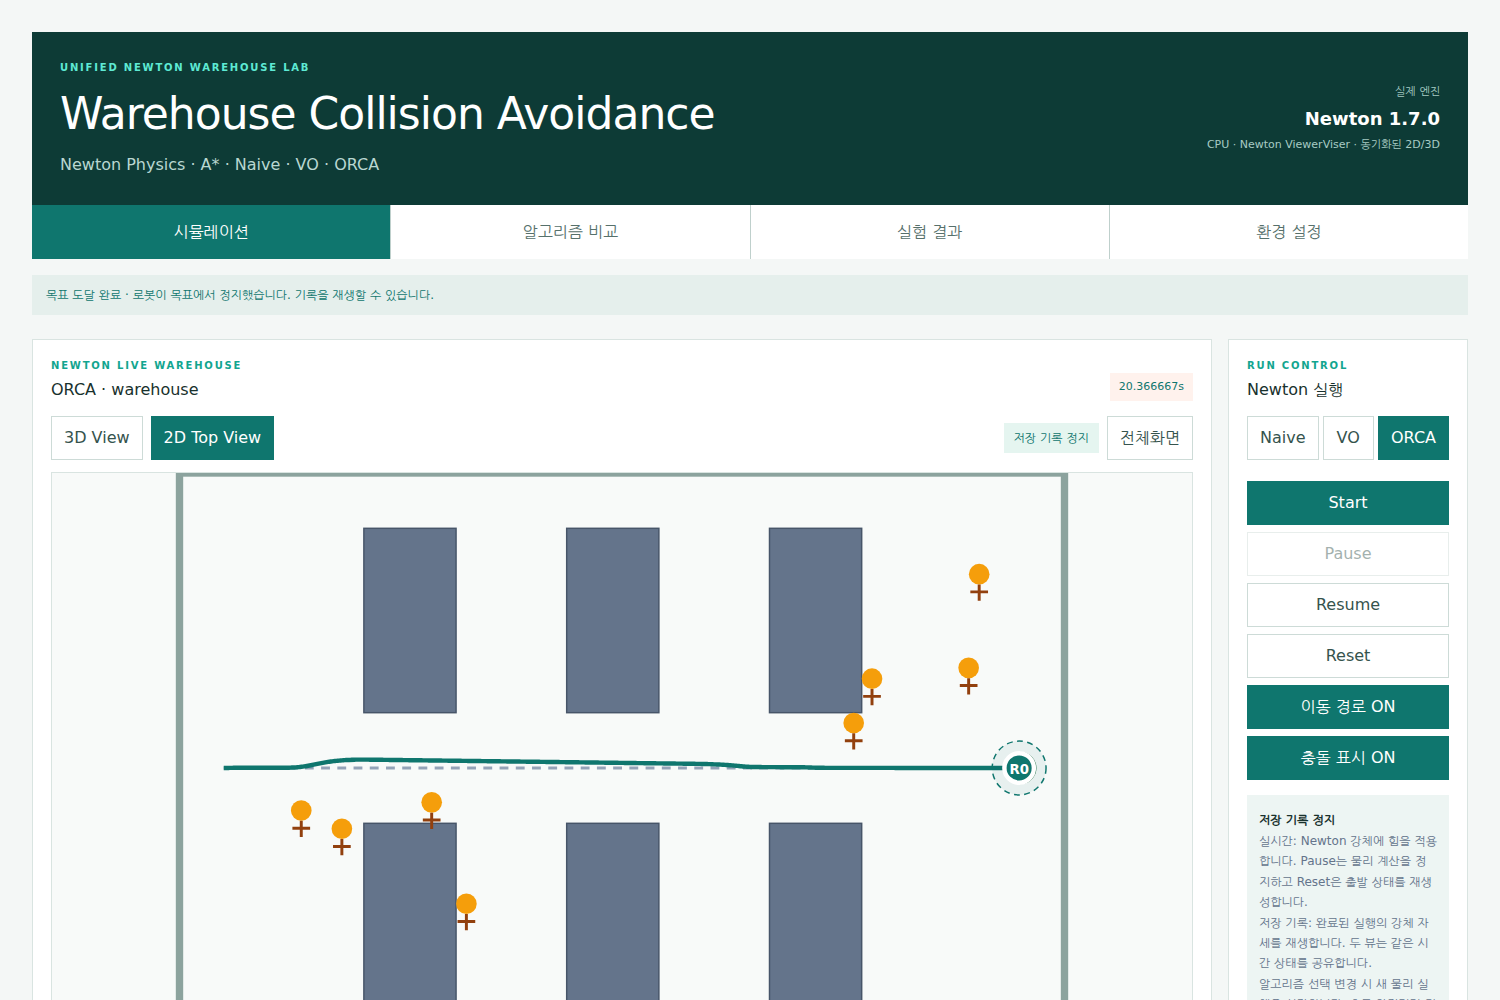 UNIFIED NEWTON WAREHOUSE LAB
Warehouse Collision Avoidance
Newton Physics · A* · Naive · VO · ORCA
실제 엔진
Newton 1.7.0
CPU · Newton ViewerViser · 동기화된 2D/3D
시뮬레이션
알고리즘 비교
실험 결과
환경 설정
목표 도달 완료 · 로봇이 목표에서 정지했습니다. 기록을 재생할 수 있습니다.
NEWTON LIVE WAREHOUSE
ORCA · warehouse
20.366667s
3D View
2D Top View
저장 기록 정지
전체화면
R0
RUN CONTROL
Newton 실행
Naive
VO
ORCA
Start
Pause
Resume
Reset
이동 경로 ON
충돌 표시 ON
저장 기록 정지
실시간: Newton 강체에 힘을 적용
합니다. Pause는 물리 계산을 정
지하고 Reset은 출발 상태를 재생
성합니다.
저장 기록: 완료된 실행의 강체 자
세를 재생합니다. 두 뷰는 같은 시
간 상태를 공유합니다.
알고리즘 선택 변경 시 새 물리 실